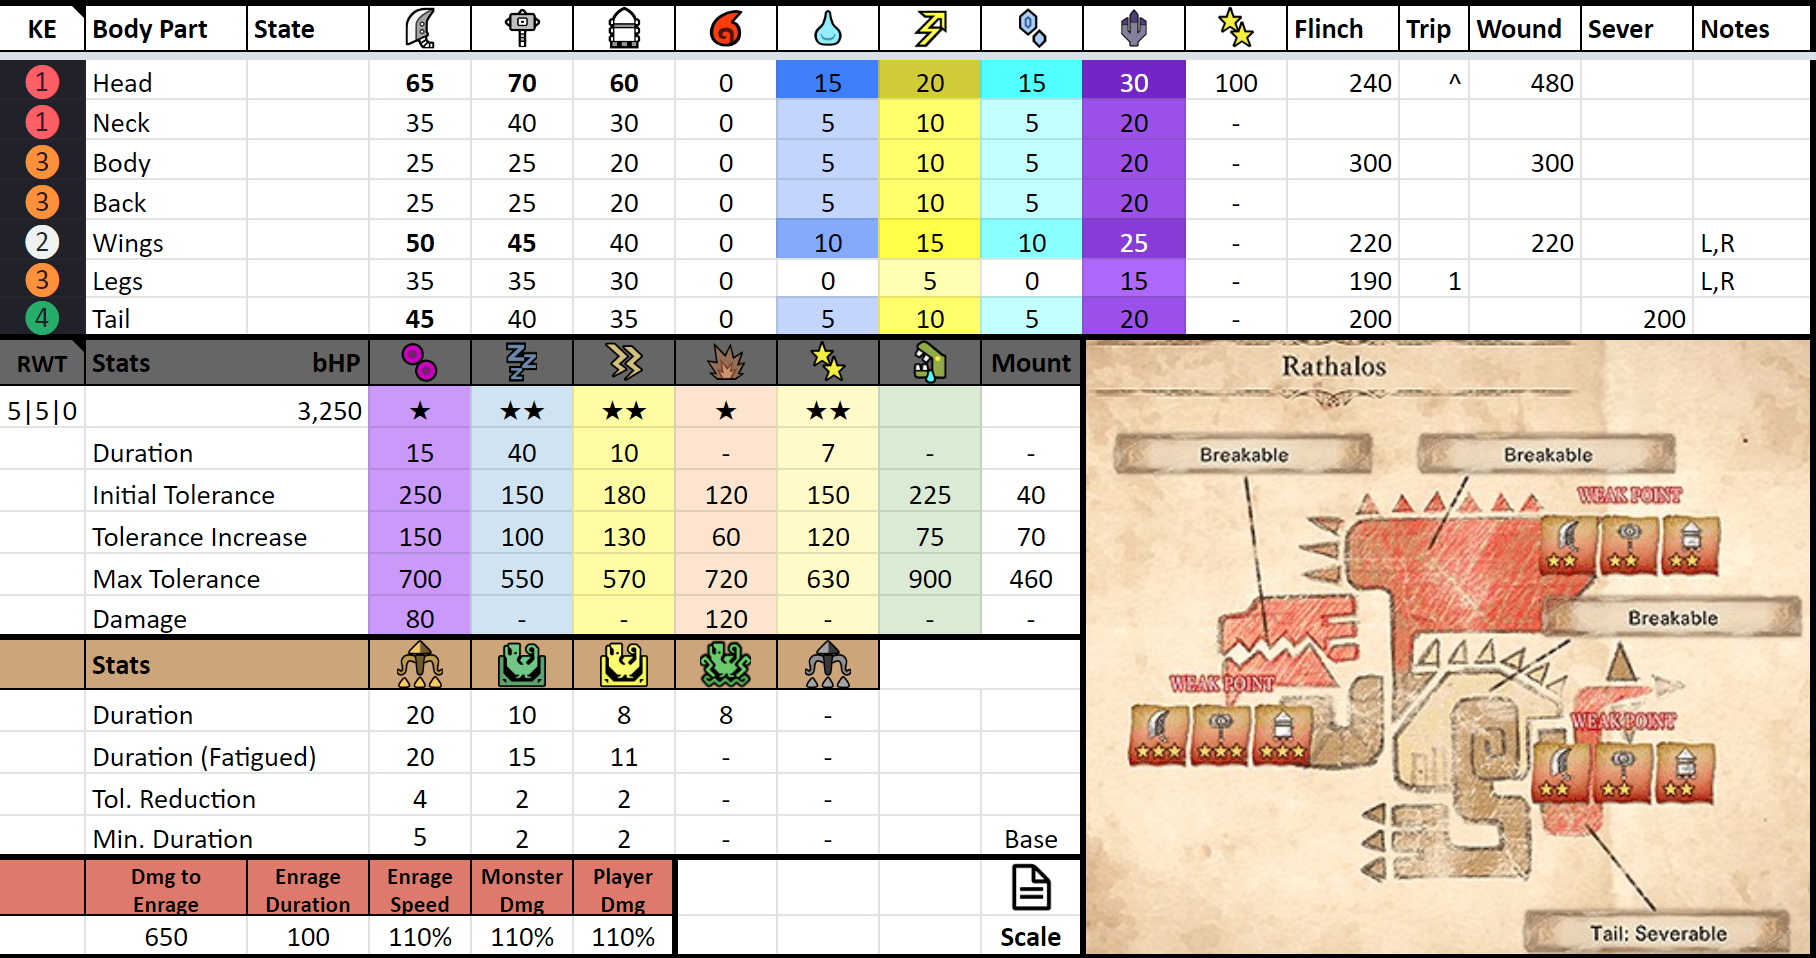 KE Body Part State Flinch Trip Wound Sever Notes
1 Head 65 70 60 0 15 20 15 30 100 240 ^ 480
1 Neck 35 40 30 0 5 10 5 20 -
3 Body 25 25 20 0 5 10 5 20 - 300 300
3 Back 25 25 20 0 5 10 5 20 -
2 Wings 50 45 40 0 10 15 10 25 - 220 220 L,R
3 Legs 35 35 30 0 0 5 0 15 - 190 1 L,R
4 Tail 45 40 35 0 5 10 5 20 - 200 200
RWT Stats bHP Mount
5|5|0 3,250 ★ ★★ ★★ ★ ★★
Duration 15 40 10 - 7 - -
Initial Tolerance 250 150 180 120 150 225 40
Tolerance Increase 150 100 130 60 120 75 70
Max Tolerance 700 550 570 720 630 900 460
Damage 80 - - 120 - - -
Stats
Duration 20 10 8 8 -
Duration (Fatigued) 20 15 11 - -
Tol. Reduction 4 2 2 - -
Min. Duration 5 2 2 - - Base
Dmg to Enrage Enrage Duration Enrage Speed Monster Dmg Player Dmg
650 100 110% 110% 110% Scale
Rathalos
Breakable Breakable
WEAK POINT
Breakable
WEAK POINT
WEAK POINT
Tail: Severable